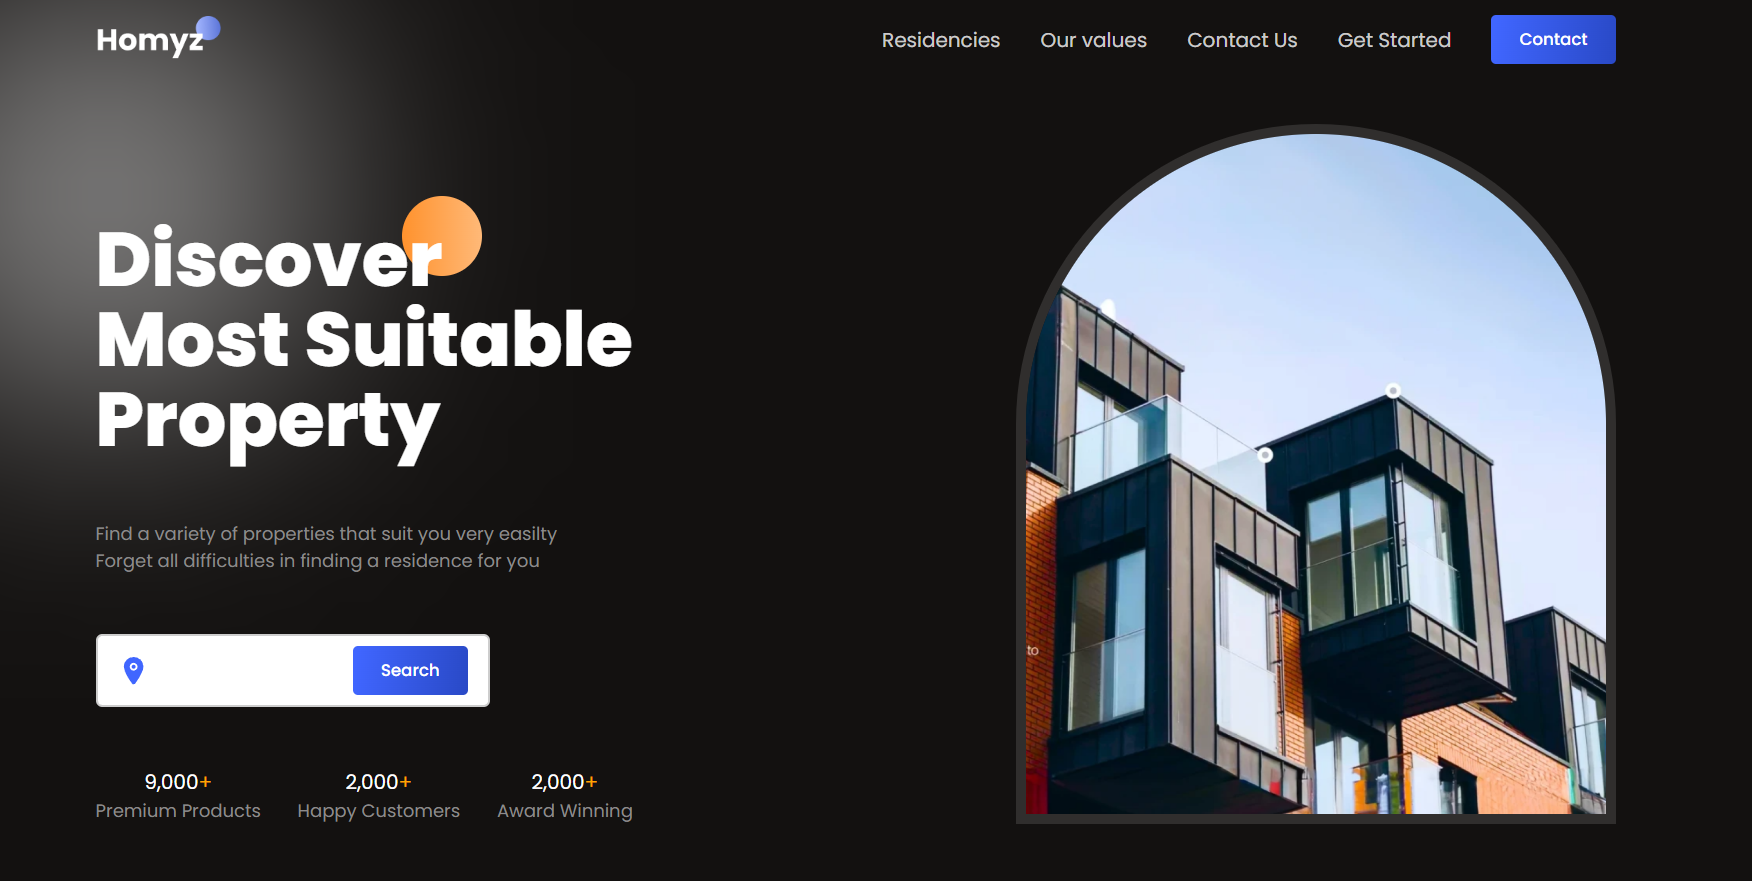 Homyz
Residencies
Our values
Contact Us
Get Started
Contact
Discover
Most Suitable
Property
Find a variety of properties that suit you very easilty
Forget all difficulties in finding a residence for you
Search
9,000+
Premium Products
2,000+
Happy Customers
2,000+
Award Winning
to